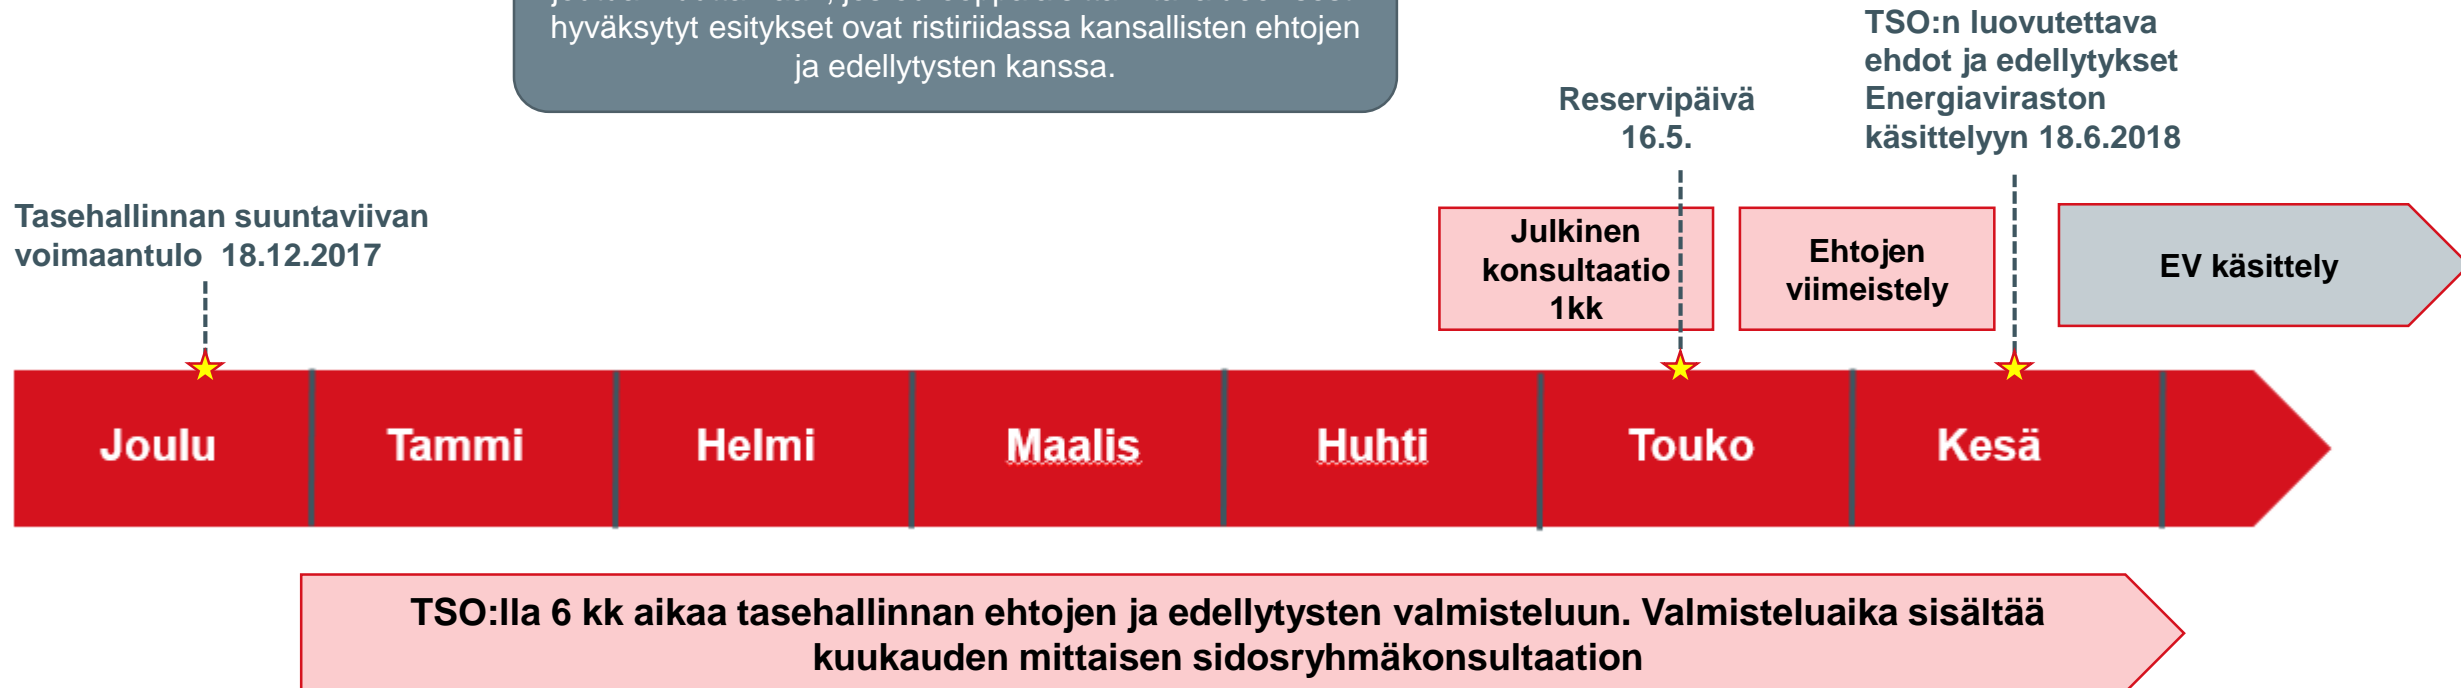 hyväksytyt esitykset ovat ristiriidassa kansallisten ehtojen
ja edellytysten kanssa.
TSO:n luovutettava
ehdot ja edellytykset
Energiaviraston
käsittelyyn 18.6.2018
Reservipäivä
16.5.
Tasehallinnan suuntaviivan
voimaantulo 18.12.2017
Julkinen
konsultaatio
1kk
Ehtojen
viimeistely
EV käsittely
Joulu
Tammi
Helmi
Maalis
Huhti
Touko
Kesä
TSO:lla 6 kk aikaa tasehallinnan ehtojen ja edellytysten valmisteluun. Valmisteluaika sisältää
kuukauden mittaisen sidosryhmäkonsultaation